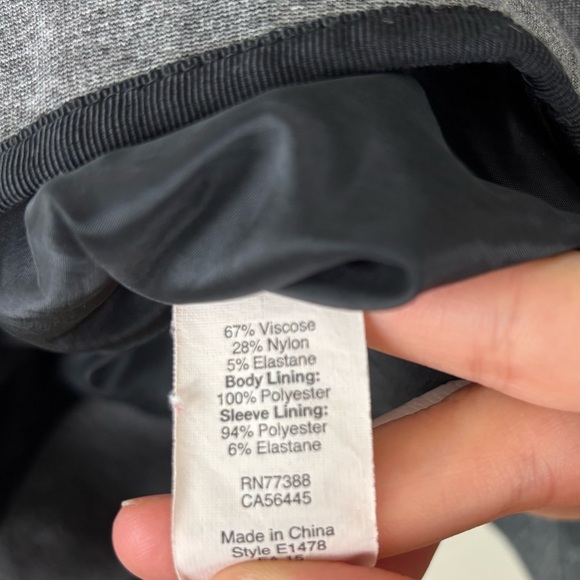 67% Viscose
28% Nylon
5% Elastane
Body Lining:
100% Polyester
Sleeve Lining:
94% Polyester
6% Elastane
RN77388
CA56445
Made in China
Style E1478